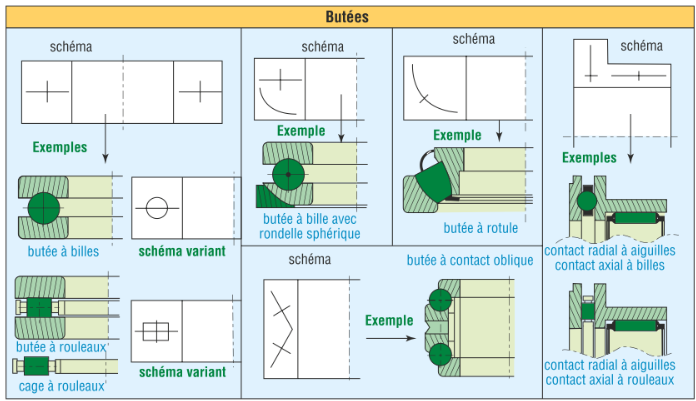 Butées
schéma
Exemples
butée à billes
schéma variant
butée à rouleaux
cage à rouleaux
schéma variant
schéma
Exemple
butée à bille avec
rondelle sphérique
schéma
Exemple
butée à rotule
schéma
Exemple
butée à contact oblique
schéma
Exemples
contact radial à aiguilles
contact axial à billes
contact radial à aiguilles
contact axial à rouleaux